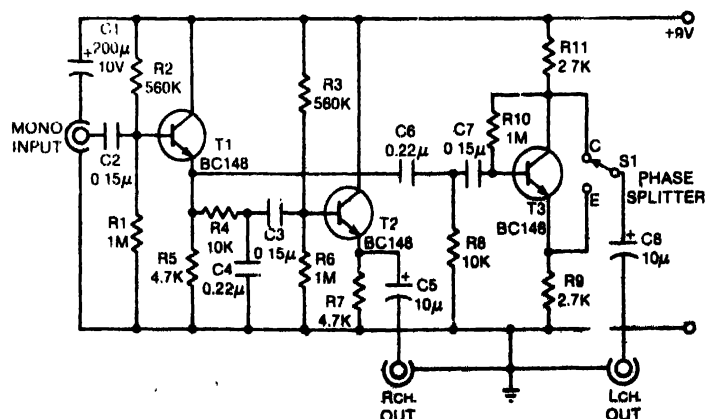 C1
+
200μ
10V
R2
560K
R3
560K
R11
2.7K
+9V
MONO
INPUT
C2
0.15μ
T1
BC148
R1
1M
R4
10K
C3
0.15μ
R5
4.7K
C4
0.22μ
R6
1M
T2
BC148
R7
4.7K
+
C5
10μ
C6
0.22μ
C7
0.15μ
R10
1M
R8
10K
T3
BC148
R9
2.7K
C
E
S1
PHASE
SPLITTER
+
C8
10μ
RCH.
OUT
LCH.
OUT